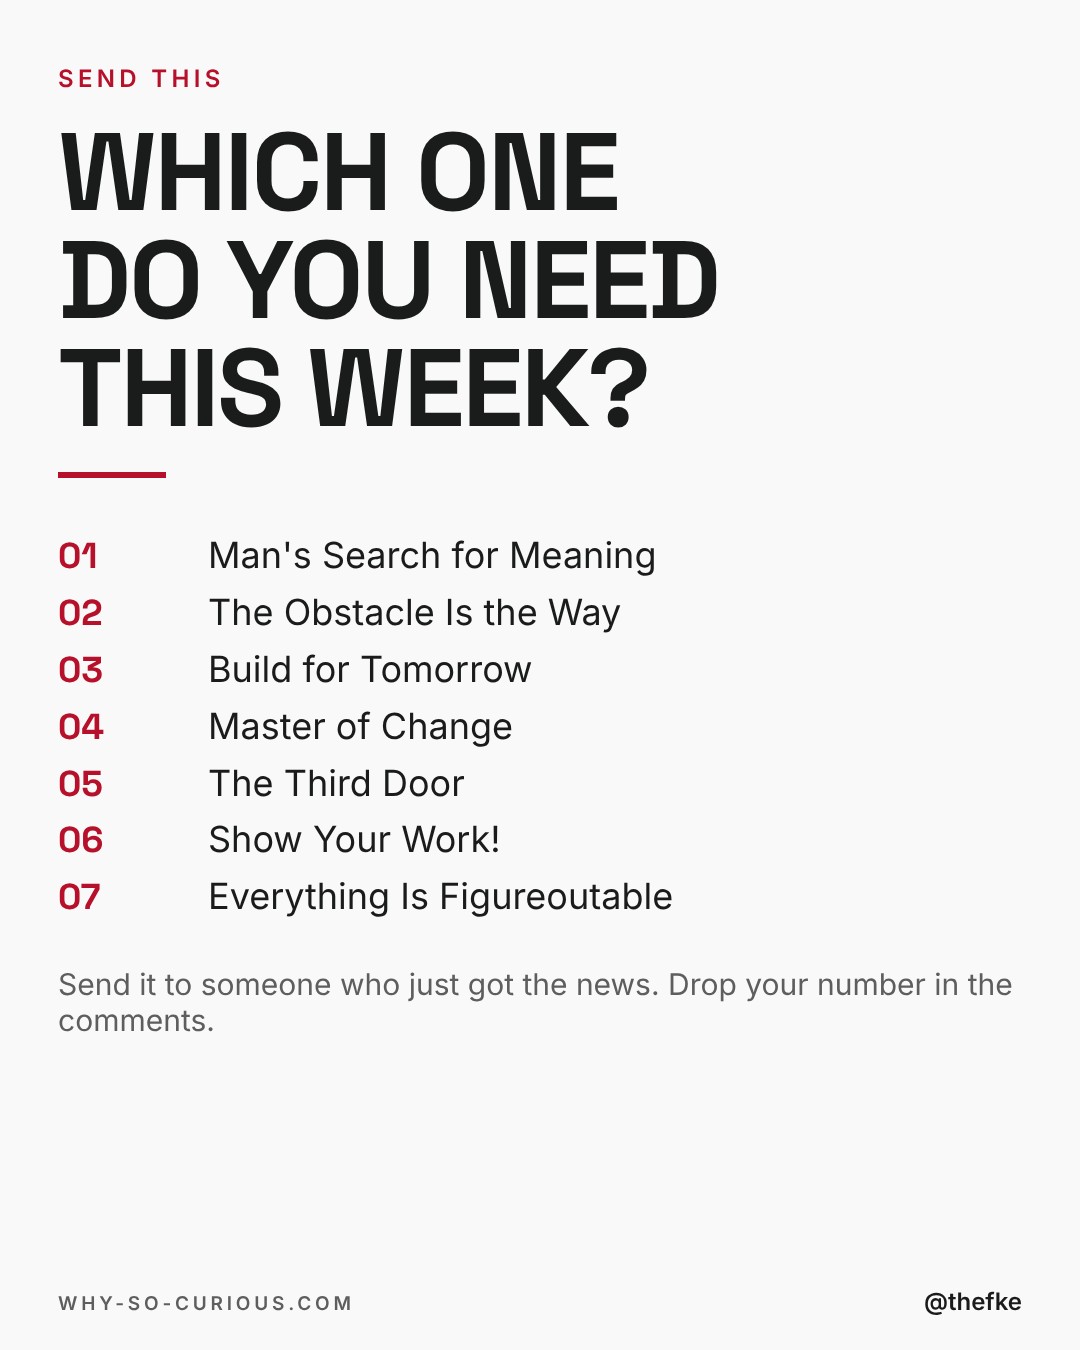 SEND THIS
WHICH ONE
DO YOU NEED
THIS WEEK?
01 Man's Search for Meaning
02 The Obstacle Is the Way
03 Build for Tomorrow
04 Master of Change
05 The Third Door
06 Show Your Work!
07 Everything Is Figureoutable
Send it to someone who just got the news. Drop your number in the
comments.
WHY-SO-CURIOUS.COM
@thefke